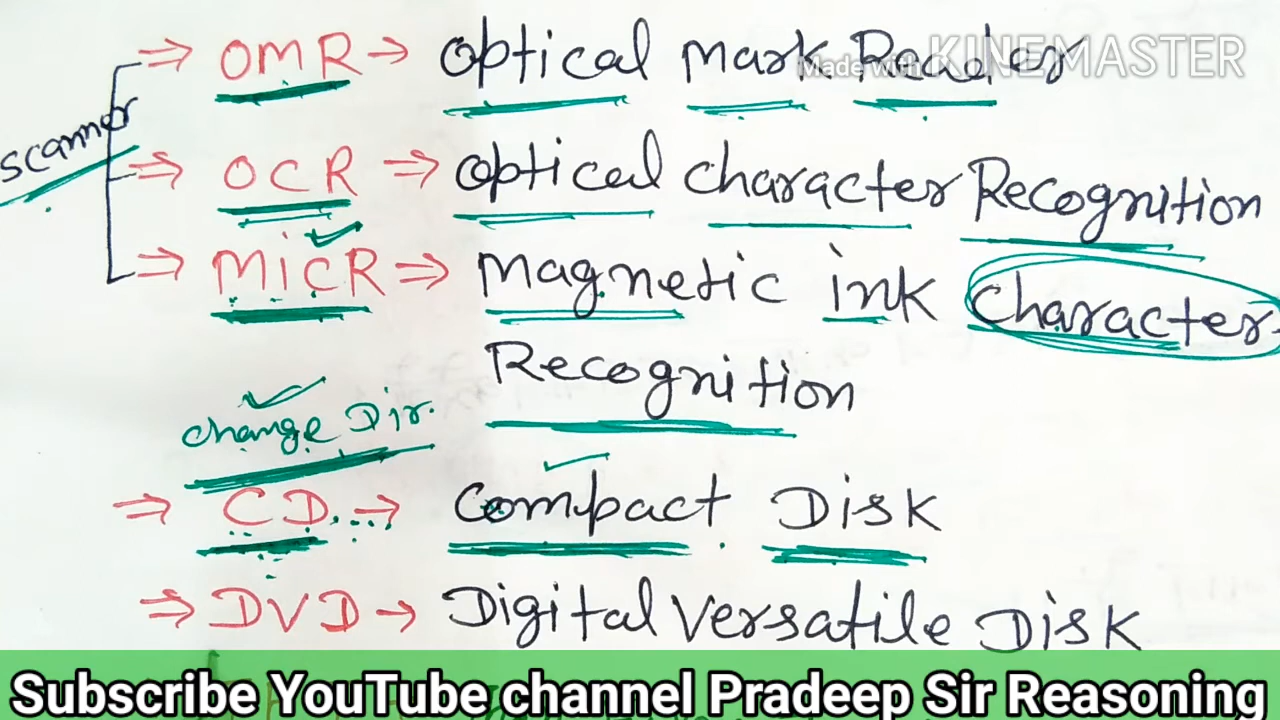 ⇒ OMR → Optical Mark Reader
Made with KINEMASTER
scanner
⇒ OCR ⇒ Optical character Recognition
⇒ MICR ⇒ Magnetic ink Character
Recognition
change Dir.
⇒ CD ⇒ Compact Disk
⇒ DVD → Digital Versatile Disk
Subscribe YouTube channel Pradeep Sir Reasoning